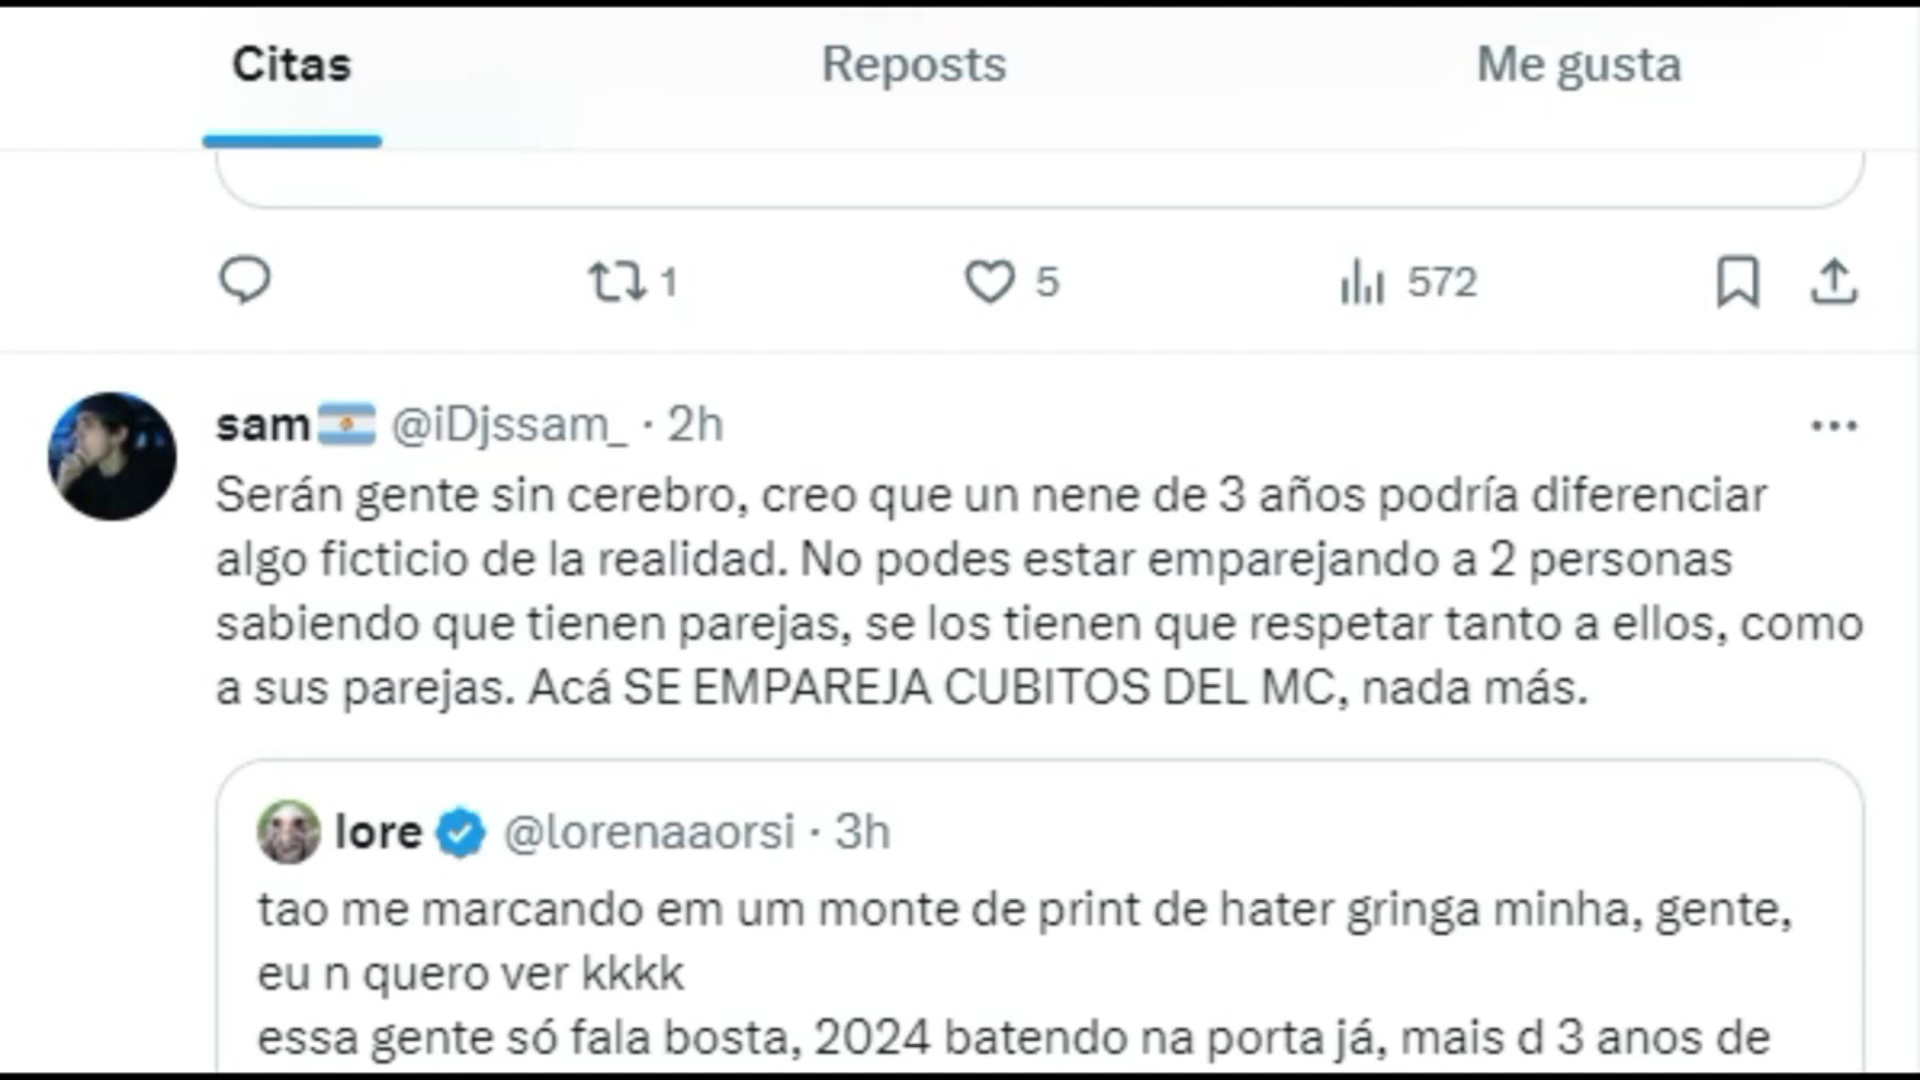 Citas
Reposts
Me gusta
1
5
572
sam @iDjssam_ · 2h
Serán gente sin cerebro, creo que un nene de 3 años podría diferenciar
algo ficticio de la realidad. No podes estar emparejando a 2 personas
sabiendo que tienen parejas, se los tienen que respetar tanto a ellos, como
a sus parejas. Acá SE EMPAREJA CUBITOS DEL MC, nada más.
lore @lorenaaorsi · 3h
tao me marcando em um monte de print de hater gringa minha, gente,
eu n quero ver kkkk
essa gente só fala bosta, 2024 batendo na porta já, mais d 3 anos de